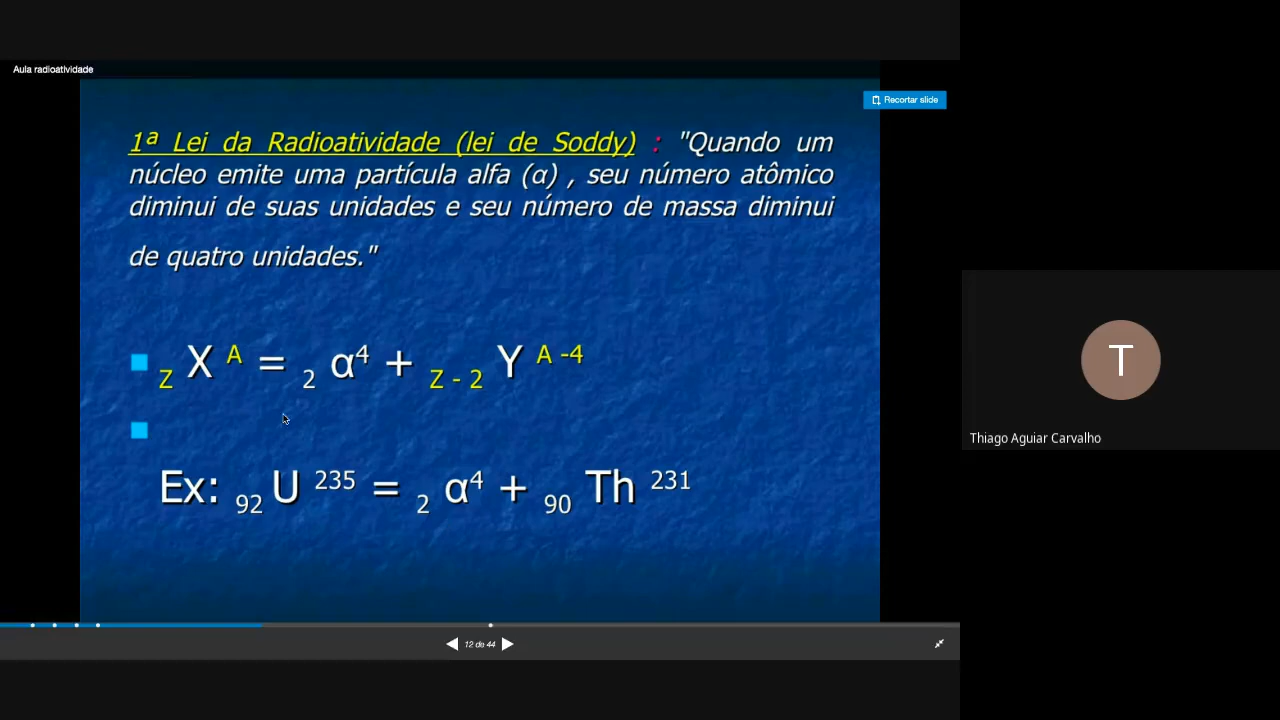 Aula radioatividade
Recortar slide
1ª Lei da Radioatividade (lei de Soddy) : "Quando um
núcleo emite uma partícula alfa (α) , seu número atômico
diminui de suas unidades e seu número de massa diminui
de quatro unidades."
Z X A = 2 α4 + Z - 2 Y A -4
Ex: 92 U 235 = 2 α4 + 90 Th 231
12 de 44
T
Thiago Aguiar Carvalho